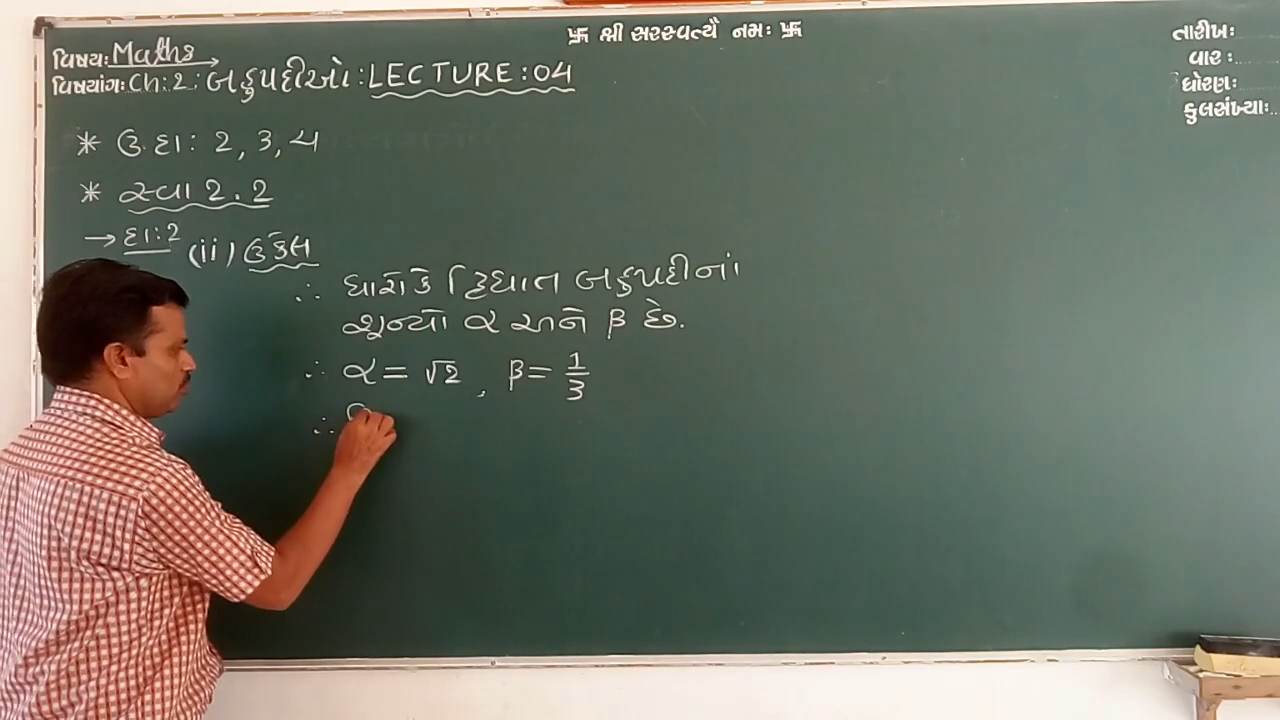 卐 શ્રી સરસ્વત્યૈ નમઃ 卐
વિષયઃ Maths
વિષયાંગઃ Ch:2: બહુપદીઓ : LECTURE : 04
તારીખઃ
વારઃ
ધોરણઃ
કુલસંખ્યાઃ
* ઉ.દા: 2, 3, 4
* સ્વા 2.2
→ દા:2 (ii) ઉકેલ
∴ ધારોકે દ્વિઘાત બહુપદીનાં
શૂન્યો α અને β છે.
∴ α = √2 , β = 1/3
∴